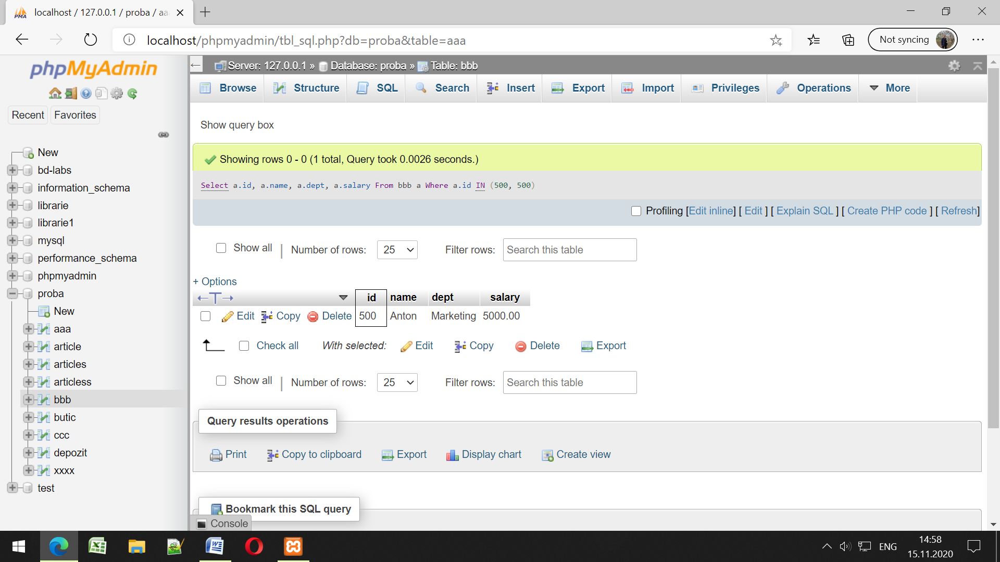 localhost / 127.0.0.1 / proba / aa
localhost/phpmyadmin/tbl_sql.php?db=proba&table=aaa
Not syncing
phpMyAdmin
Recent
Favorites
New
bd-labs
information_schema
librarie
librarie1
mysql
performance_schema
phpmyadmin
proba
New
aaa
article
articles
articless
bbb
butic
ccc
depozit
xxxx
test
Server: 127.0.0.1 » Database: proba » Table: bbb
Browse Structure SQL Search Insert Export Import Privileges Operations More
Show query box
Showing rows 0 - 0 (1 total, Query took 0.0026 seconds.)
Select a.id, a.name, a.dept, a.salary From bbb a Where a.id IN (500, 500)
Profiling [Edit inline] [ Edit ] [ Explain SQL ] [ Create PHP code ] [ Refresh]
Show all | Number of rows: 25 Filter rows: Search this table
+ Options
←T→ id name dept salary
Edit Copy Delete 500 Anton Marketing 5000.00
Check all With selected: Edit Copy Delete Export
Show all | Number of rows: 25 Filter rows: Search this table
Query results operations
Print Copy to clipboard Export Display chart Create view
Bookmark this SQL query
Console
ENG
14:58
15.11.2020